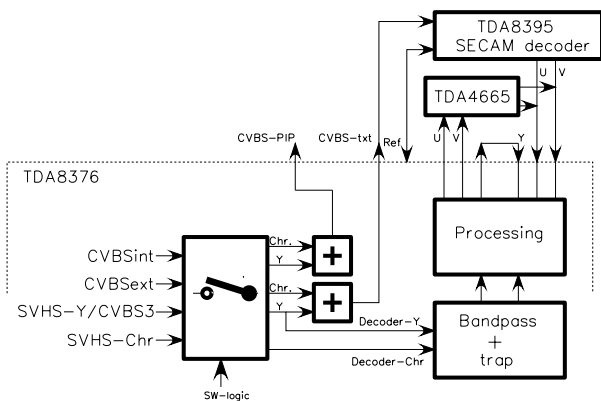 TDA8395
SECAM decoder
U
V
TDA4665
CVBS-PIP
CVBS-txt
Ref
U
V
Y
TDA8376
Processing
Chr.
Y
+
CVBSint
CVBSext
SVHS-Y/CVBS3
SVHS-Chr
Chr.
Y
+
Decoder-Y
Decoder-Chr
Bandpass
+
trap
SW-logic